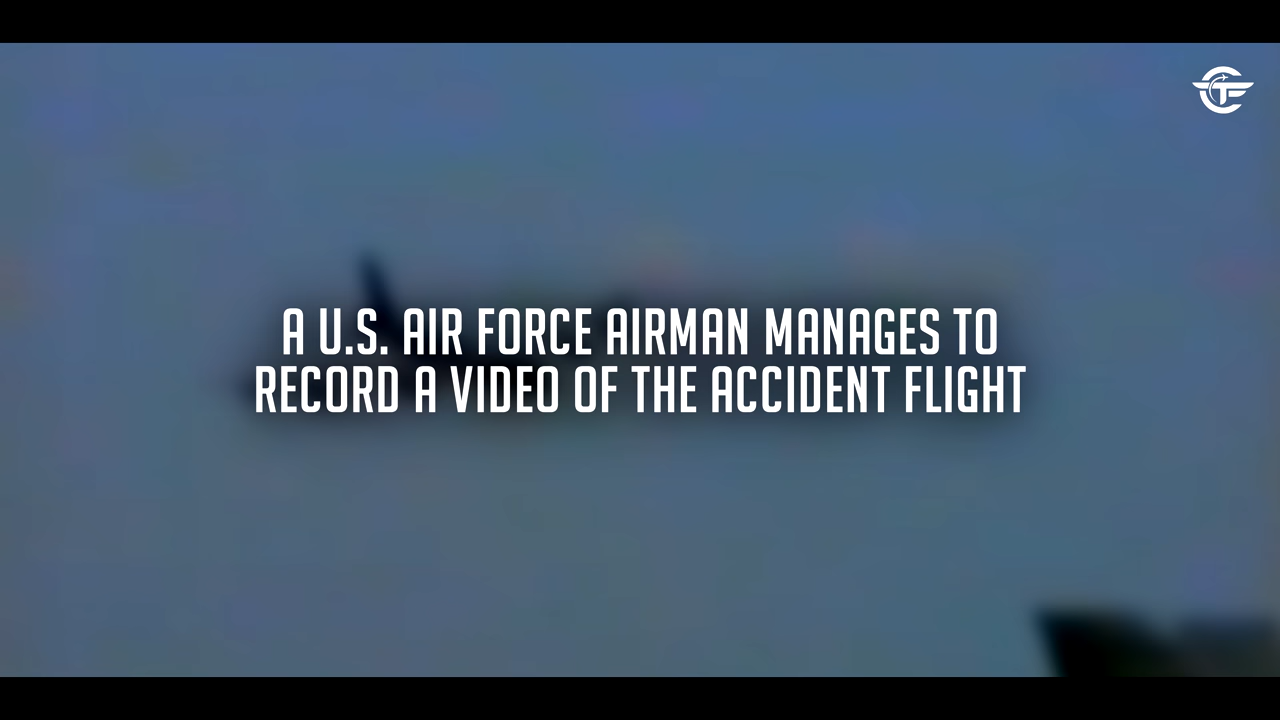 A U.S. AIR FORCE AIRMAN MANAGES TO
RECORD A VIDEO OF THE ACCIDENT FLIGHT